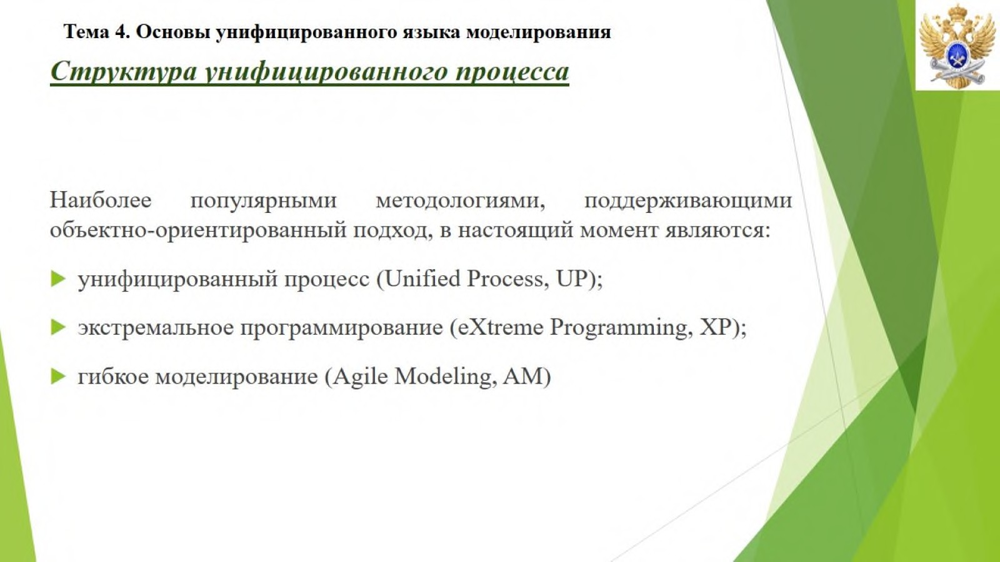 Тема 4. Основы унифицированного языка моделирования
Структура унифицированного процесса
Наиболее популярными методологиями, поддерживающими
объектно-ориентированный подход, в настоящий момент являются:
унифицированный процесс (Unified Process, UP);
экстремальное программирование (eXtreme Programming, XP);
гибкое моделирование (Agile Modeling, AM)